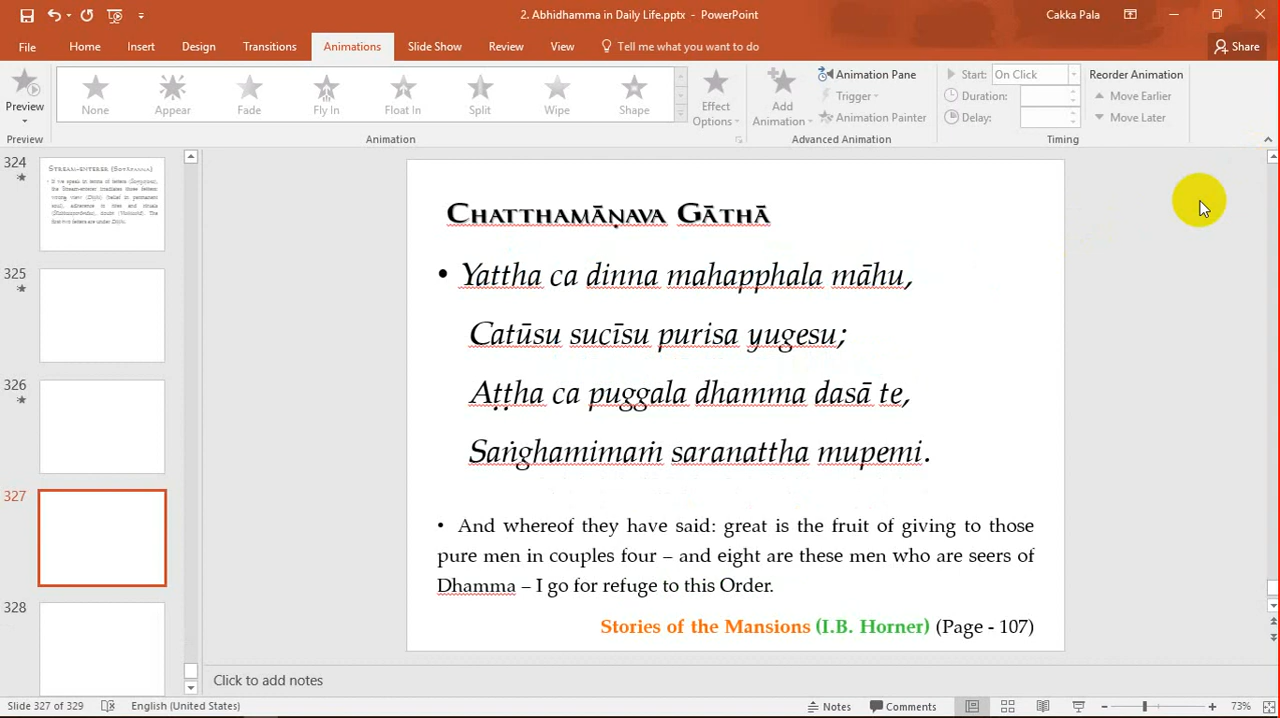 2. Abhidhamma in Daily Life.pptx - PowerPoint
Cakka Pala
File Home Insert Design Transitions Animations Slide Show Review View Tell me what you want to do
Share
Preview
None Appear Fade Fly In Float In Split Wipe Shape
Effect Options
Add Animation
Animation Pane
Trigger
Animation Painter
Start: On Click
Duration:
Delay:
Reorder Animation
Move Earlier
Move Later
Preview Animation Advanced Animation Timing
324
Stream-enterer (Sotāpanna)
325
326
327
328
Chatthamāṇava Gāthā
• Yattha ca dinna mahapphala māhu,
Catūsu sucīsu purisa yugesu;
Aṭṭha ca puggala dhamma dasā te,
Saṅghamimaṁ saranattha mupemi.
• And whereof they have said: great is the fruit of giving to those
pure men in couples four – and eight are these men who are seers of
Dhamma – I go for refuge to this Order.
Stories of the Mansions (I.B. Horner) (Page - 107)
Click to add notes
Slide 327 of 329 English (United States) Notes Comments 73%